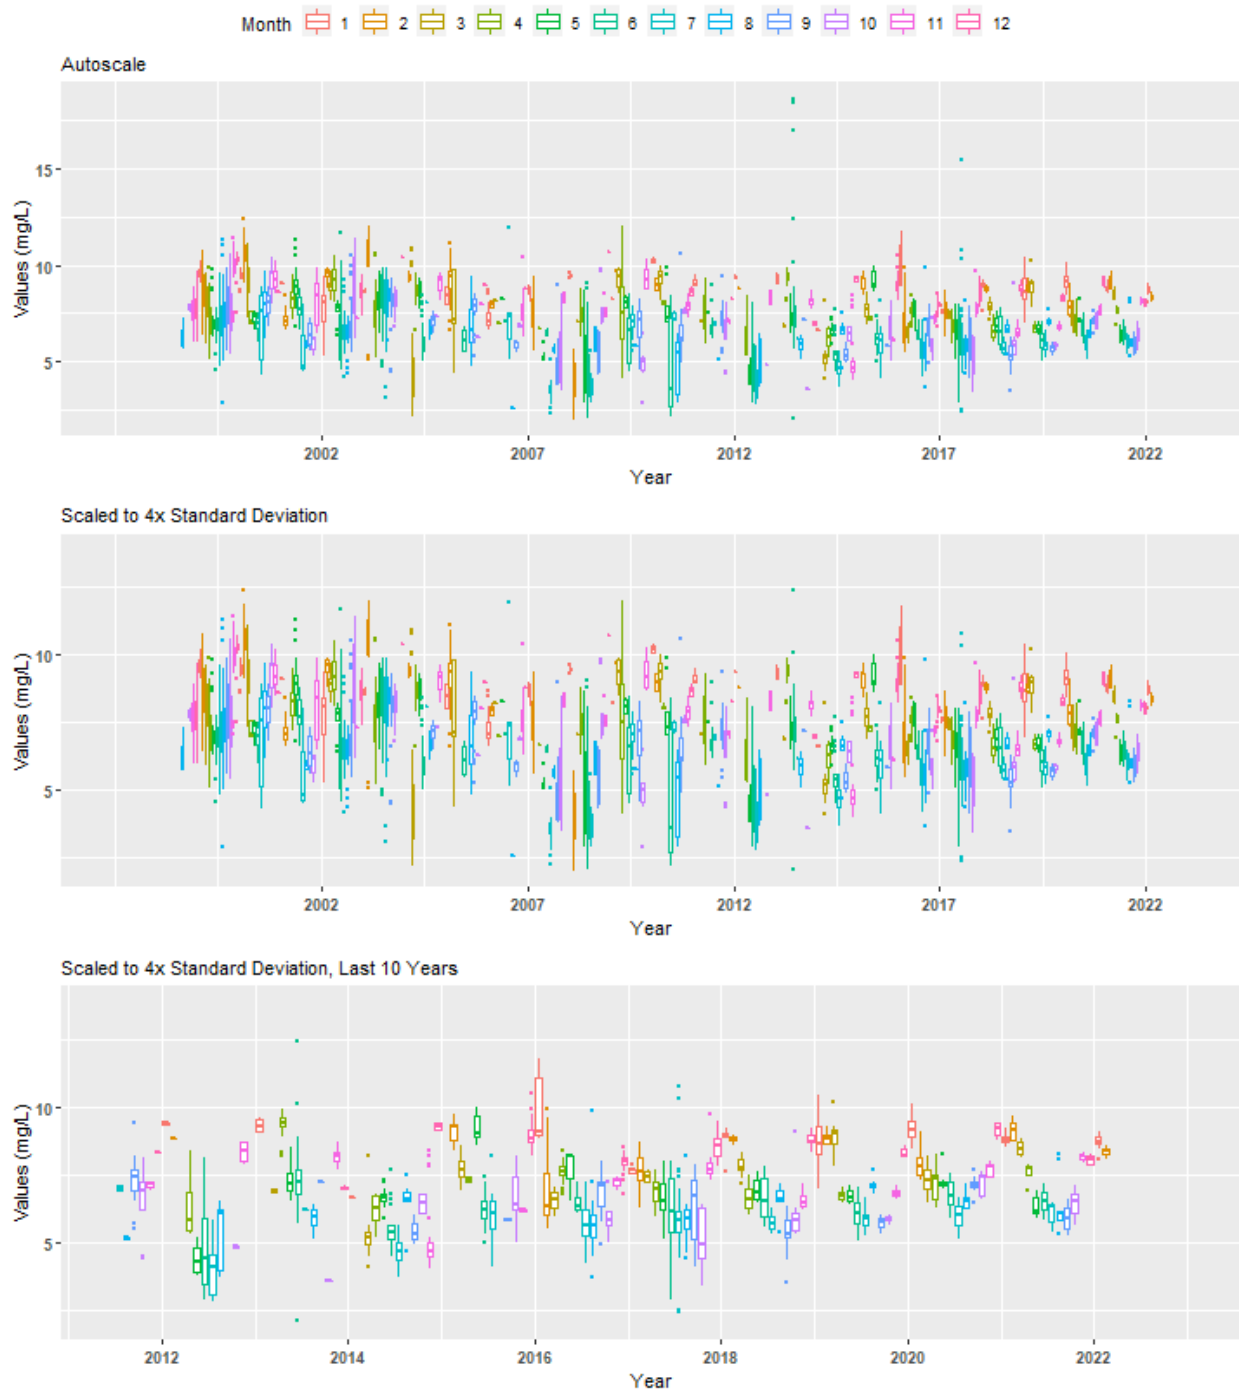 Month 1 2 3 4 5 6 7 8 9 10 11 12
Autoscale
Values (mg/L)
15
10
5
2002 2007 2012 2017 2022
Year
Scaled to 4x Standard Deviation
Values (mg/L)
10
5
2002 2007 2012 2017 2022
Year
Scaled to 4x Standard Deviation, Last 10 Years
Values (mg/L)
10
5
2012 2014 2016 2018 2020 2022
Year